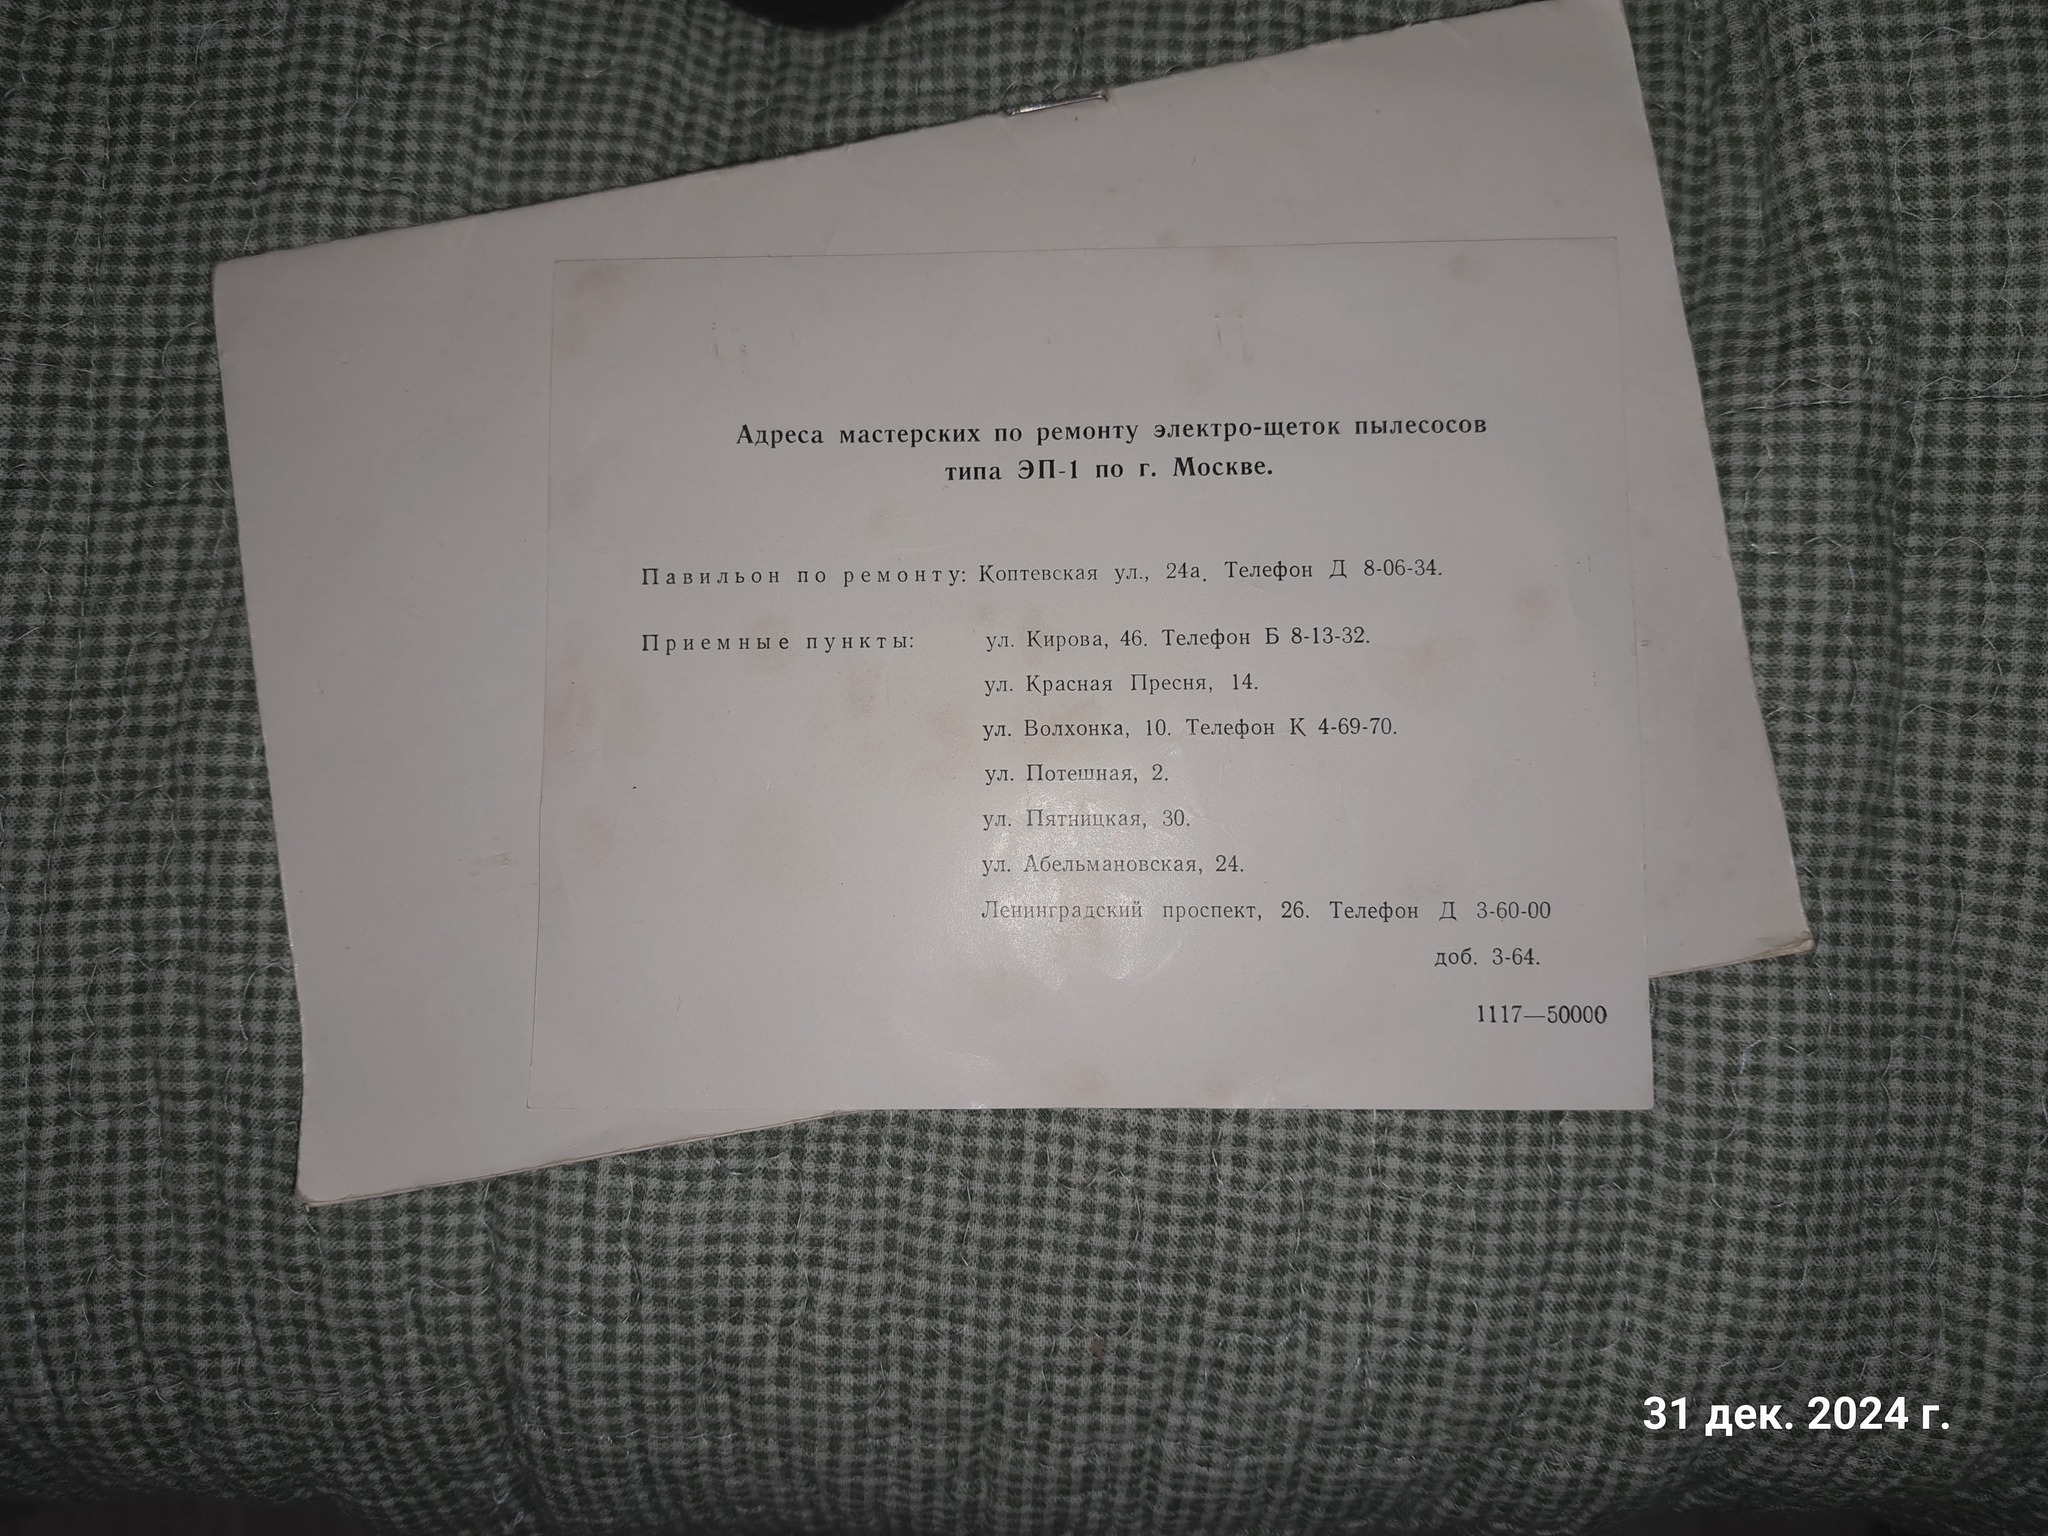 Адреса мастерских по ремонту электро-щеток пылесосов
типа ЭП-1 по г. Москве.
Павильон по ремонту: Коптевская ул., 24а. Телефон Д 8-06-34.
Приемные пункты: ул. Кирова, 46. Телефон Б 8-13-32.
ул. Красная Пресня, 14.
ул. Волхонка, 10. Телефон К 4-69-70.
ул. Потешная, 2.
ул. Пятницкая, 30.
ул. Абельмановская, 24.
Ленинградский проспект, 26. Телефон Д 3-60-00
доб. 3-64.
1117—50000
31 дек. 2024 г.